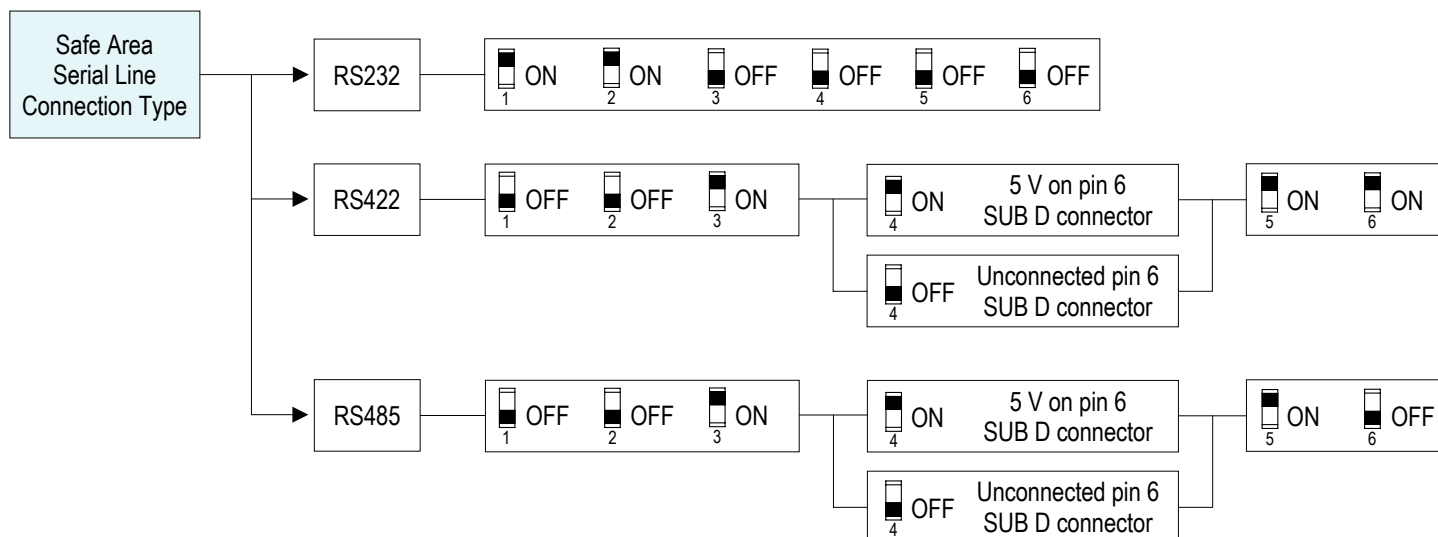 Safe Area
Serial Line
Connection Type
RS232
ON ON OFF OFF OFF OFF
1 2 3 4 5 6
RS422
OFF OFF ON
1 2 3
ON
4
5 V on pin 6
SUB D connector
OFF
4
Unconnected pin 6
SUB D connector
ON ON
5 6
RS485
OFF OFF ON
1 2 3
ON
4
5 V on pin 6
SUB D connector
OFF
4
Unconnected pin 6
SUB D connector
ON OFF
5 6